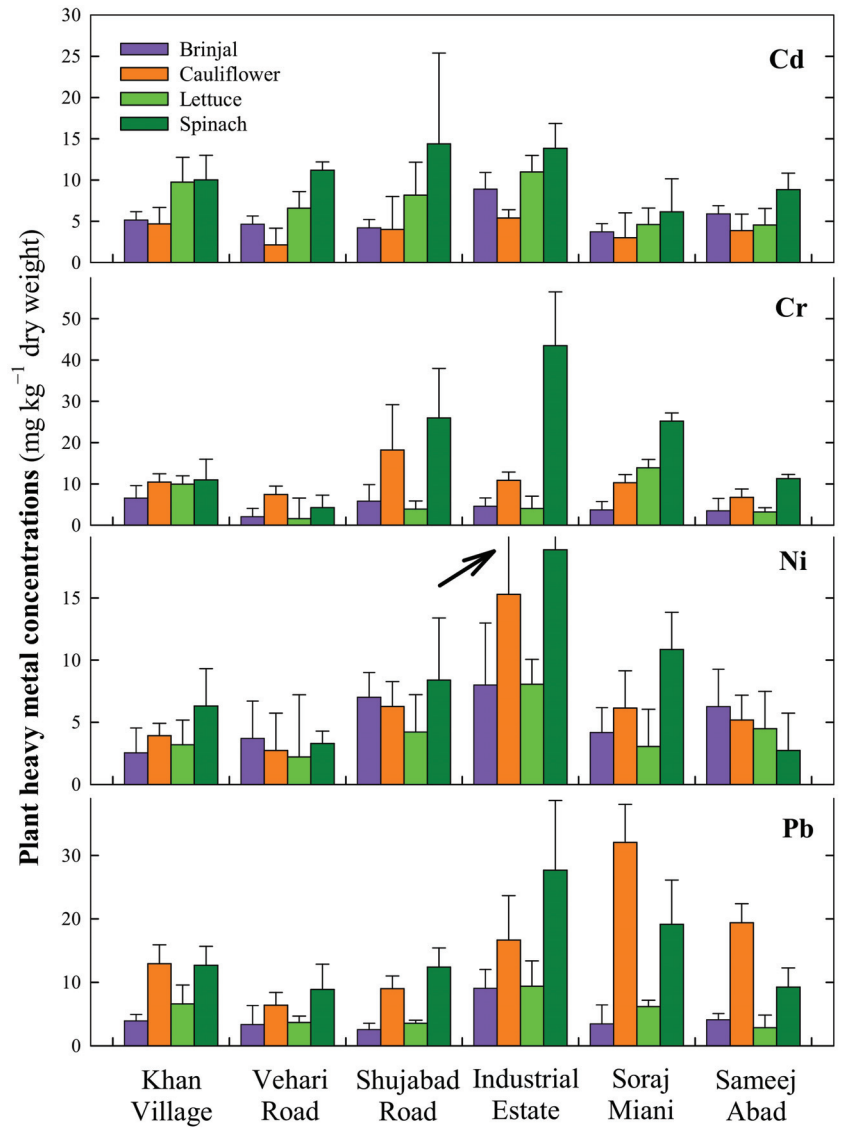 Plant heavy metal concentrations (mg kg⁻¹ dry weight)
30
25
20
15
10
5
0
Brinjal
Cauliflower
Lettuce
Spinach
Cd
50
40
30
20
10
0
Cr
15
10
5
0
Ni
30
20
10
0
Pb
Khan
Village
Vehari
Road
Shujabad
Road
Industrial
Estate
Soraj
Miani
Sameej
Abad